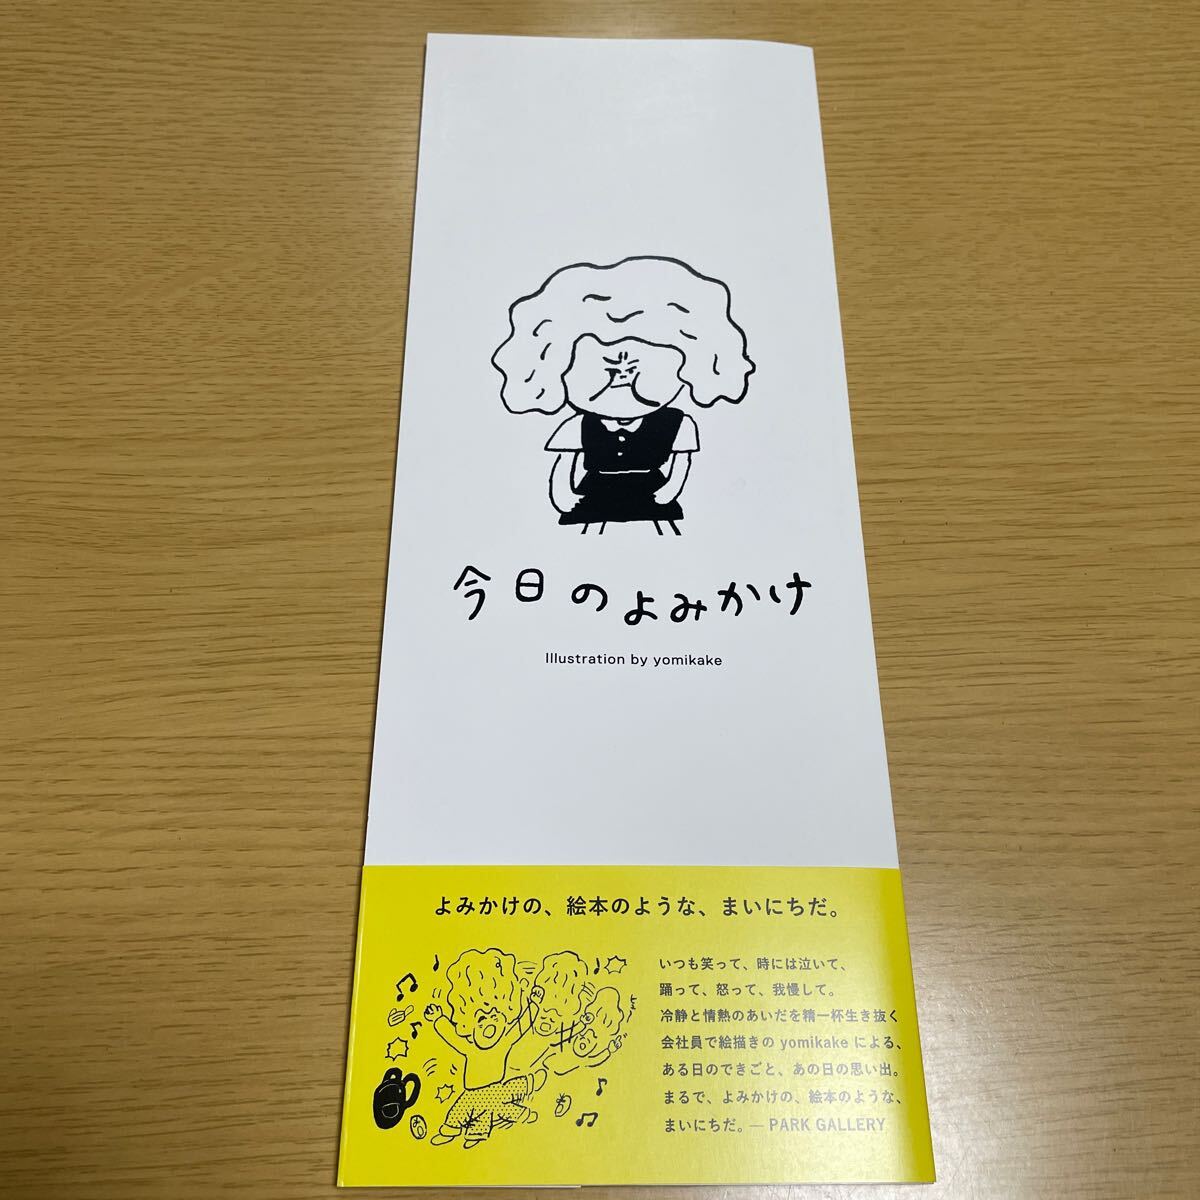 今日のよみかけ
Illustration by yomikake
よみかけの、絵本のような、まいにちだ。
いつも笑って、時には泣いて、
踊って、怒って、我慢して。
冷静と情熱のあいだを精一杯生き抜く
会社員で絵描きの yomikake による、
ある日のできごと、あの日の思い出。
まるで、よみかけの、絵本のような、
まいにちだ。— PARK GALLERY